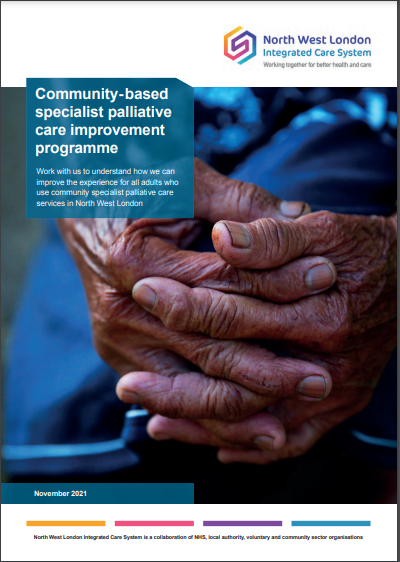 North West London
Integrated Care System
Working together for better health and care
Community-based
specialist palliative
care improvement
programme
Work with us to understand how we can
improve the experience for all adults who
use community specialist palliative care
services in North West London
November 2021
North West London Integrated Care System is a collaboration of NHS, local authority, voluntary and community sector organisations